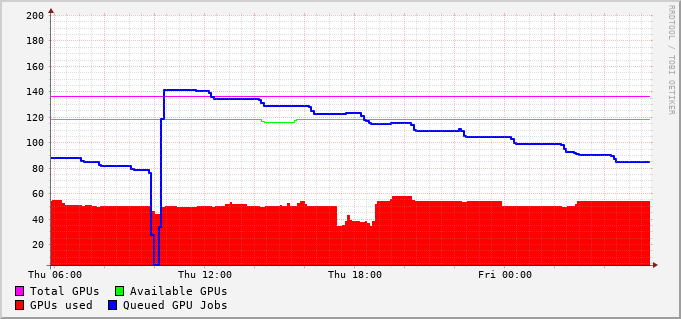 200
180
160
140
120
100
80
60
40
20
Thu 06:00 Thu 12:00 Thu 18:00 Fri 00:00
Total GPUs Available GPUs
GPUs used Queued GPU Jobs
RRDTOOL / TOBI OETIKER